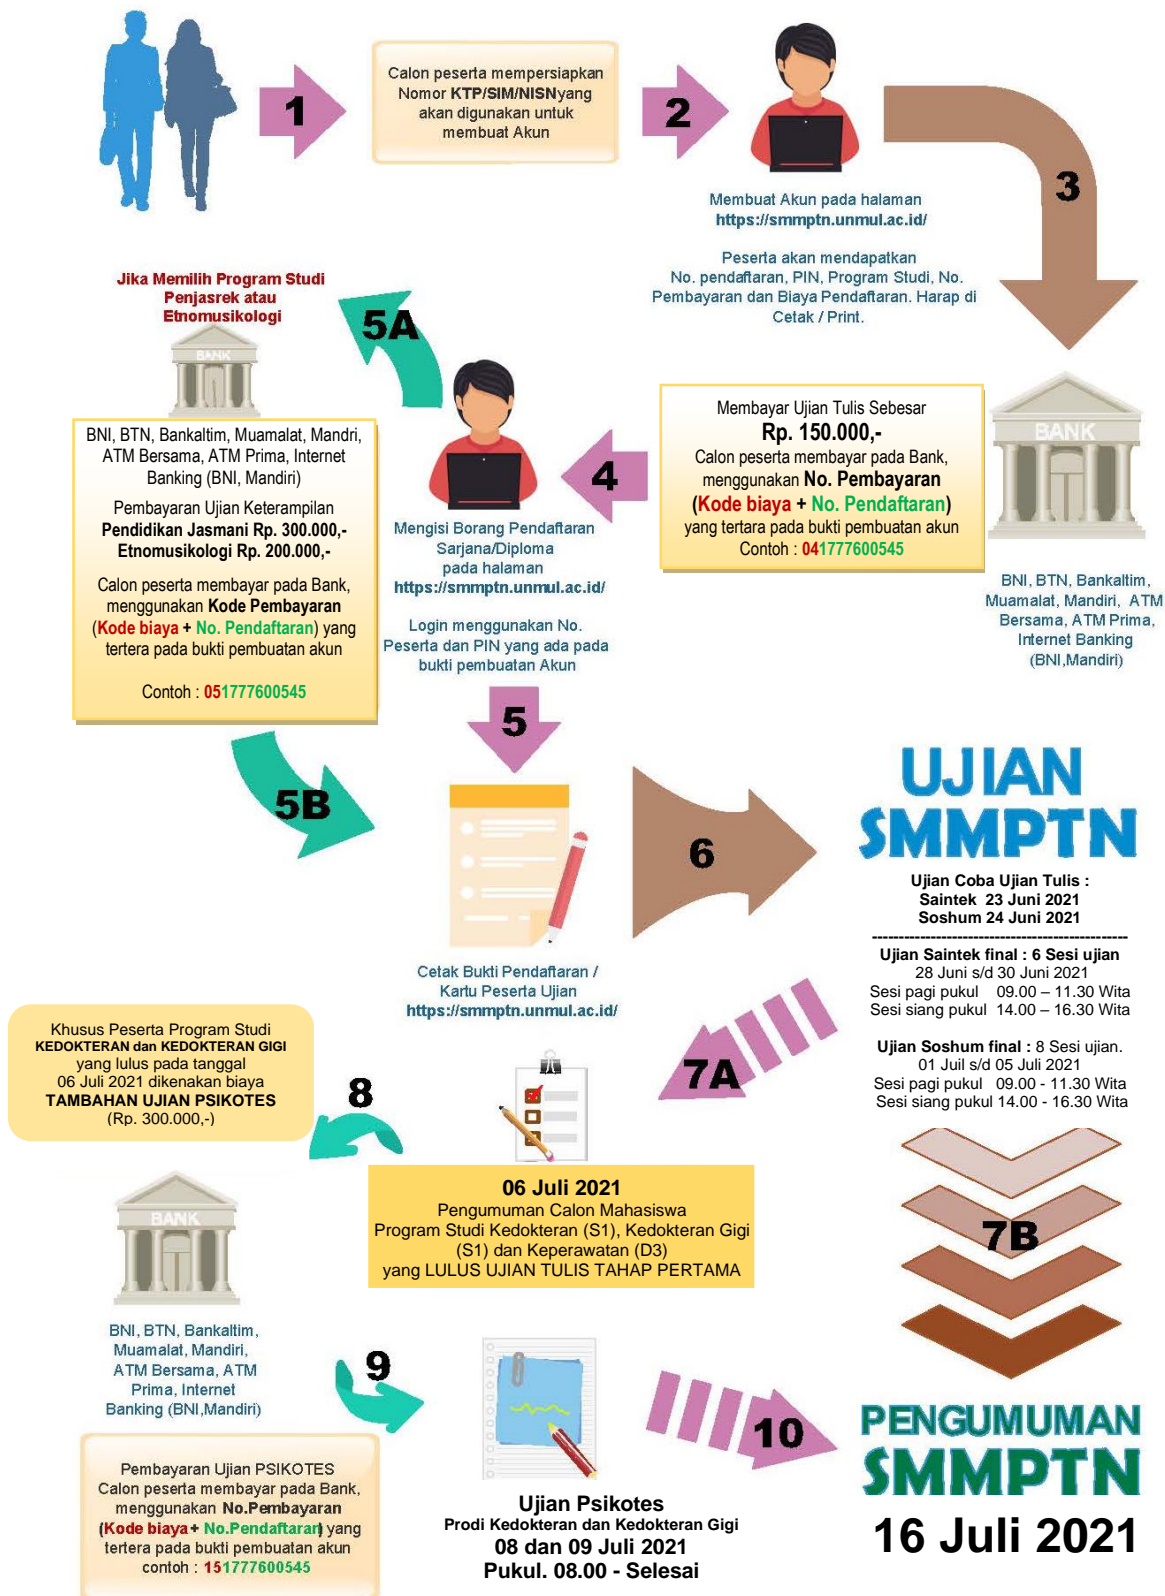 1
Calon peserta mempersiapkan
Nomor KTP/SIM/NISN yang
akan digunakan untuk
membuat Akun
2
Membuat Akun pada halaman
https://smmptn.unmul.ac.id/
Peserta akan mendapatkan
No. pendaftaran, PIN, Program Studi, No.
Pembayaran dan Biaya Pendaftaran. Harap di
Cetak / Print.
3
BANK
BNI, BTN, Bankaltim,
Muamalat, Mandiri, ATM
Bersama, ATM Prima,
Internet Banking
(BNI,Mandiri)
Membayar Ujian Tulis Sebesar
Rp. 150.000,-
Calon peserta membayar pada Bank,
menggunakan No. Pembayaran
(Kode biaya + No. Pendaftaran)
yang tertara pada bukti pembuatan akun
Contoh : 041777600545
4
Mengisi Borang Pendaftaran
Sarjana/Diploma
pada halaman
https://smmptn.unmul.ac.id/
Login menggunakan No.
Peserta dan PIN yang ada pada
bukti pembuatan Akun
5A
Jika Memilih Program Studi
Penjasrek atau
Etnomusikologi
BANK
BNI, BTN, Bankaltim, Muamalat, Mandri,
ATM Bersama, ATM Prima, Internet
Banking (BNI, Mandiri)
Pembayaran Ujian Keterampilan
Pendidikan Jasmani Rp. 300.000,-
Etnomusikologi Rp. 200.000,-
Calon peserta membayar pada Bank,
menggunakan Kode Pembayaran
(Kode biaya + No. Pendaftaran) yang
tertera pada bukti pembuatan akun
Contoh : 051777600545
5
5B
Cetak Bukti Pendaftaran /
Kartu Peserta Ujian
https://smmptn.unmul.ac.id/
6
UJIAN
SMMPTN
Ujian Coba Ujian Tulis :
Saintek 23 Juni 2021
Soshum 24 Juni 2021
------------------------------------------------
Ujian Saintek final : 6 Sesi ujian
28 Juni s/d 30 Juni 2021
Sesi pagi pukul 09.00 – 11.30 Wita
Sesi siang pukul 14.00 – 16.30 Wita
Ujian Soshum final : 8 Sesi ujian.
01 Juil s/d 05 Juli 2021
Sesi pagi pukul 09.00 - 11.30 Wita
Sesi siang pukul 14.00 - 16.30 Wita
7A
06 Juli 2021
Pengumuman Calon Mahasiswa
Program Studi Kedokteran (S1), Kedokteran Gigi
(S1) dan Keperawatan (D3)
yang LULUS UJIAN TULIS TAHAP PERTAMA
7B
8
Khusus Peserta Program Studi
KEDOKTERAN dan KEDOKTERAN GIGI
yang lulus pada tanggal
06 Juli 2021 dikenakan biaya
TAMBAHAN UJIAN PSIKOTES
(Rp. 300.000,-)
BANK
BNI, BTN, Bankaltim,
Muamalat, Mandiri,
ATM Bersama, ATM
Prima, Internet
Banking (BNI,Mandiri)
Pembayaran Ujian PSIKOTES
Calon peserta membayar pada Bank,
menggunakan No.Pembayaran
(Kode biaya + No.Pendaftaran) yang
tertera pada bukti pembuatan akun
contoh : 151777600545
9
Ujian Psikotes
Prodi Kedokteran dan Kedokteran Gigi
08 dan 09 Juli 2021
Pukul. 08.00 - Selesai
10
PENGUMUMAN
SMMPTN
16 Juli 2021